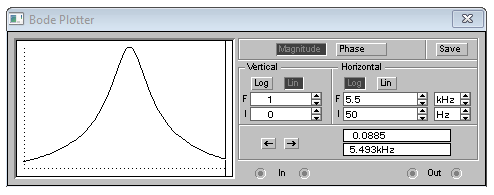 Bode Plotter
Magnitude Phase Save
Vertical Horizontal
Log Lin Log Lin
F 1 F 5.5 kHz
I 0 I 50 Hz
← → 0.0885
5.493kHz
In Out